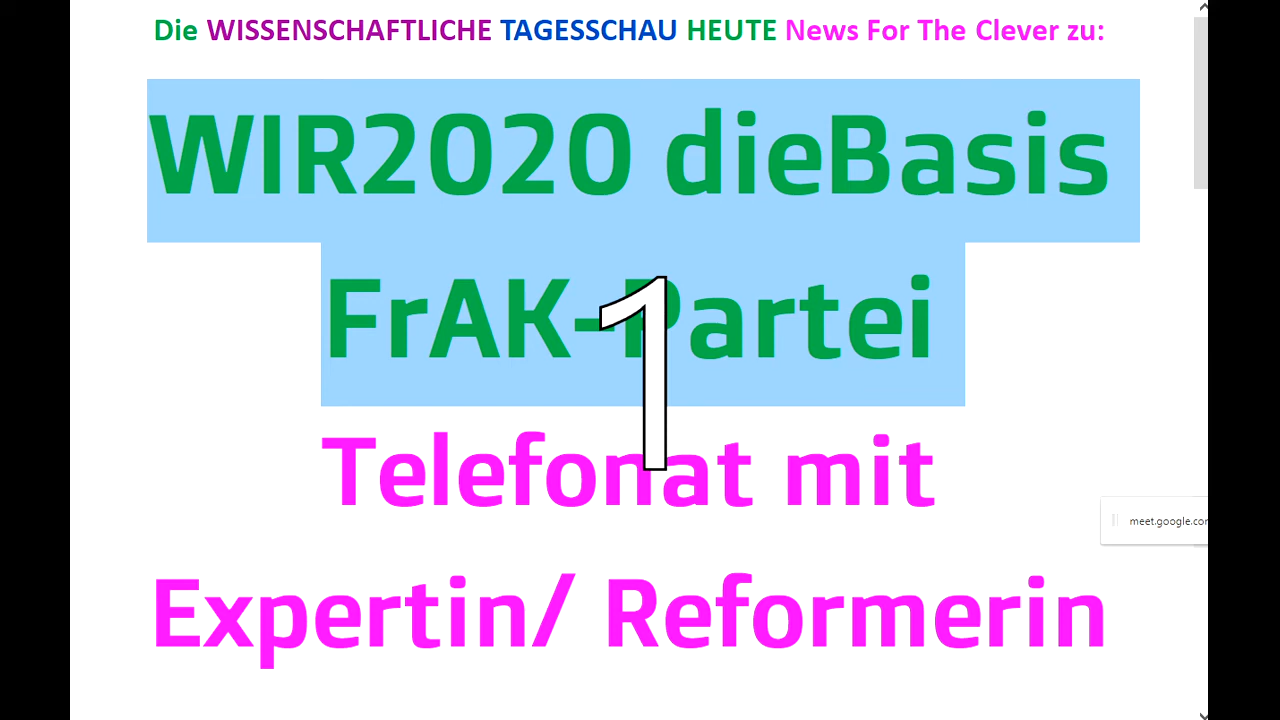 Die WISSENSCHAFTLICHE TAGESSCHAU HEUTE News For The Clever zu:
WIR2020 dieBasis
FrAK-Partei
1
Telefonat mit
meet.google.com
Expertin/ Reformerin